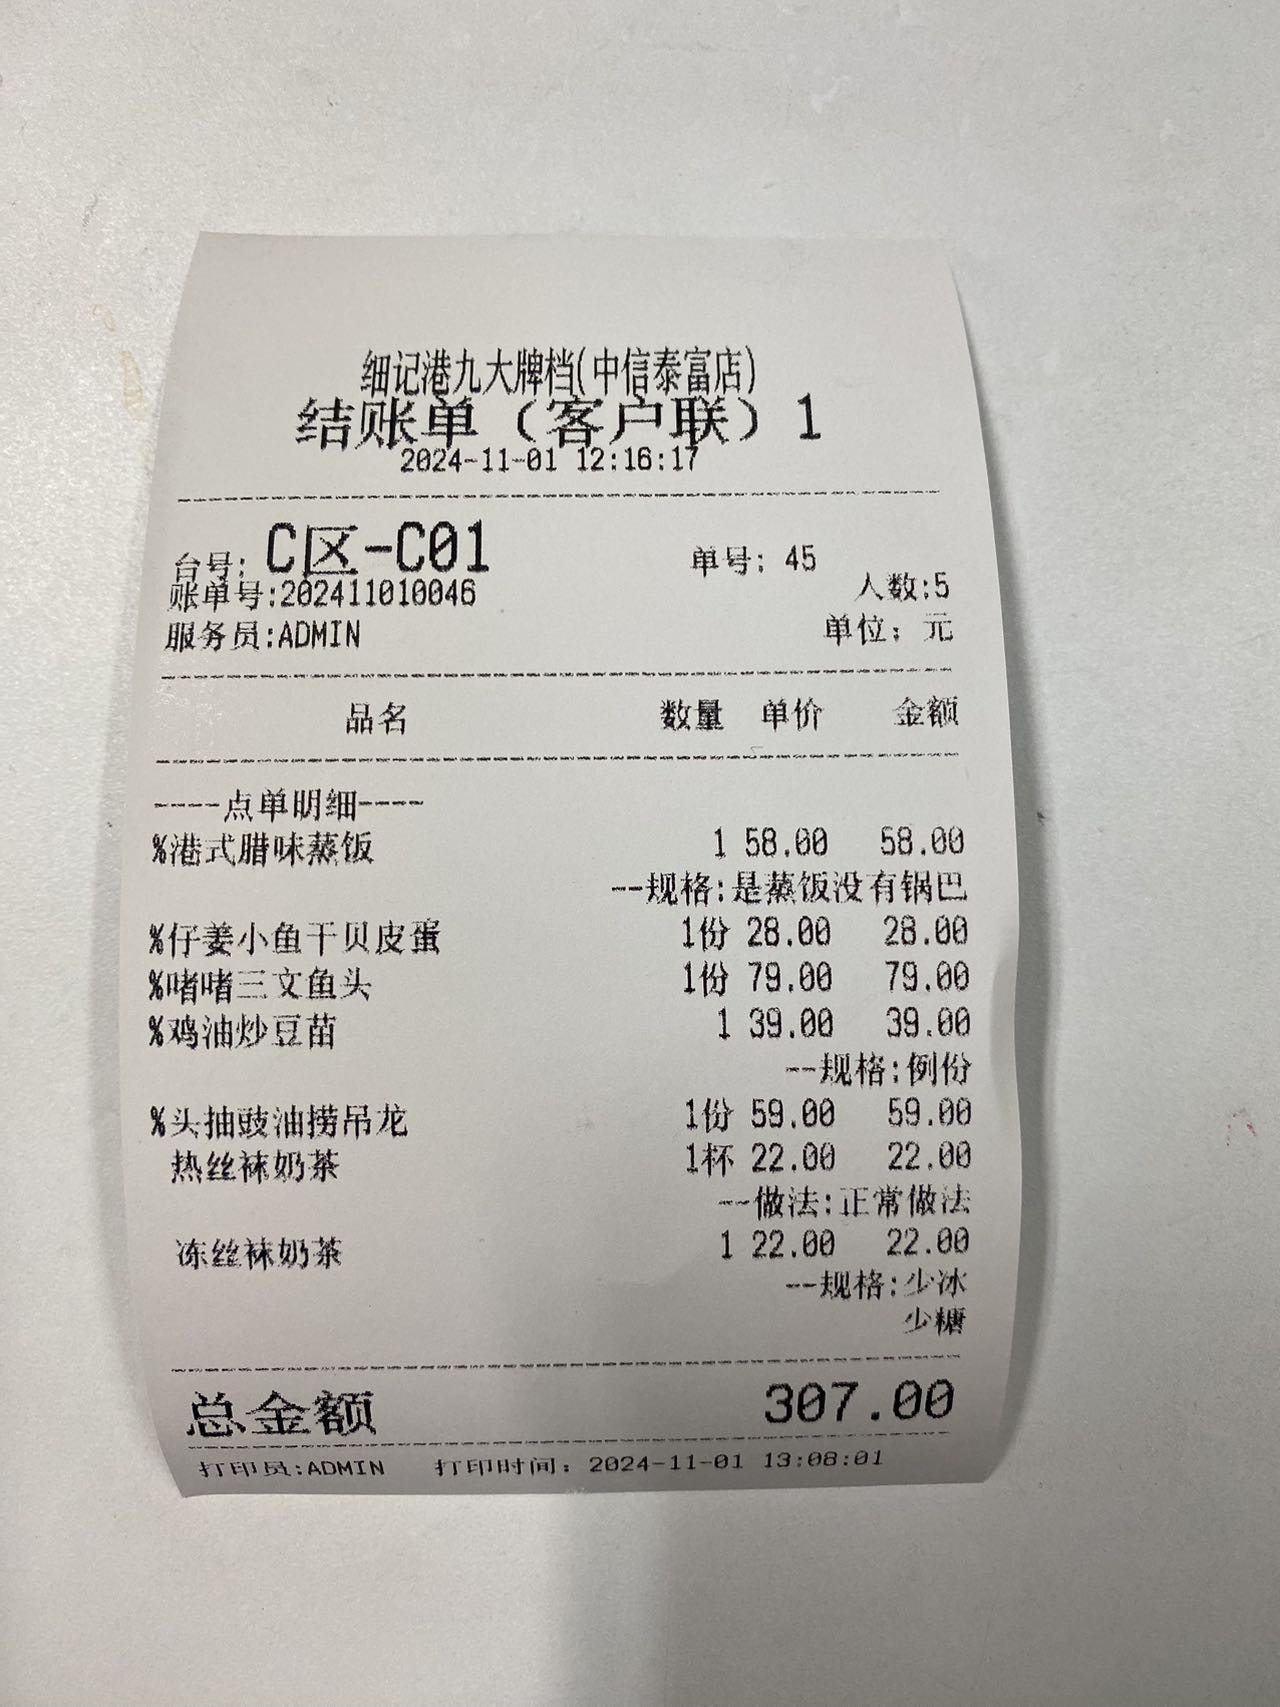 细记港九大牌档(中信泰富店)
结账单（客户联）1
2024-11-01 12:16:17
台号: C区-C01 单号: 45
账单号:202411010046 人数:5
服务员:ADMIN 单位: 元
品名 数量 单价 金额
----点单明细----
%港式腊味蒸饭 1 58.00 58.00
--规格:是蒸饭没有锅巴
%仔姜小鱼干贝皮蛋 1份 28.00 28.00
%啫啫三文鱼头 1份 79.00 79.00
%鸡油炒豆苗 1 39.00 39.00
--规格:例份
%头抽豉油捞吊龙 1份 59.00 59.00
热丝袜奶茶 1杯 22.00 22.00
--做法:正常做法
冻丝袜奶茶 1 22.00 22.00
--规格:少冰
少糖
总金额 307.00
打印员:ADMIN 打印时间: 2024-11-01 13:08:01